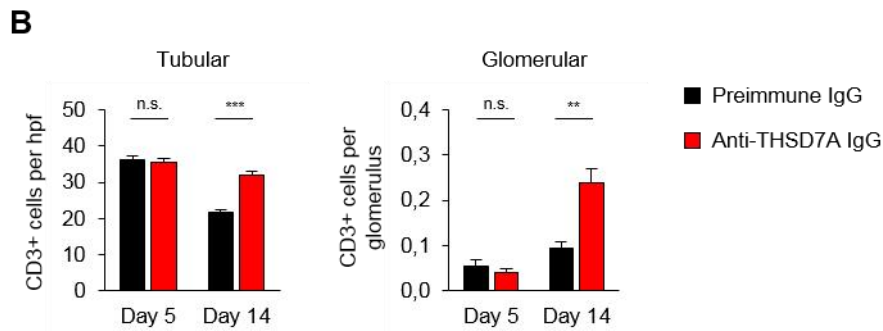 B
Tubular
CD3+ cells per hpf
50
40
30
20
10
0
n.s.
***
Day 5
Day 14
Glomerular
CD3+ cells per
glomerulus
0,4
0,3
0,2
0,1
0,0
n.s.
**
Day 5
Day 14
Preimmune IgG
Anti-THSD7A IgG